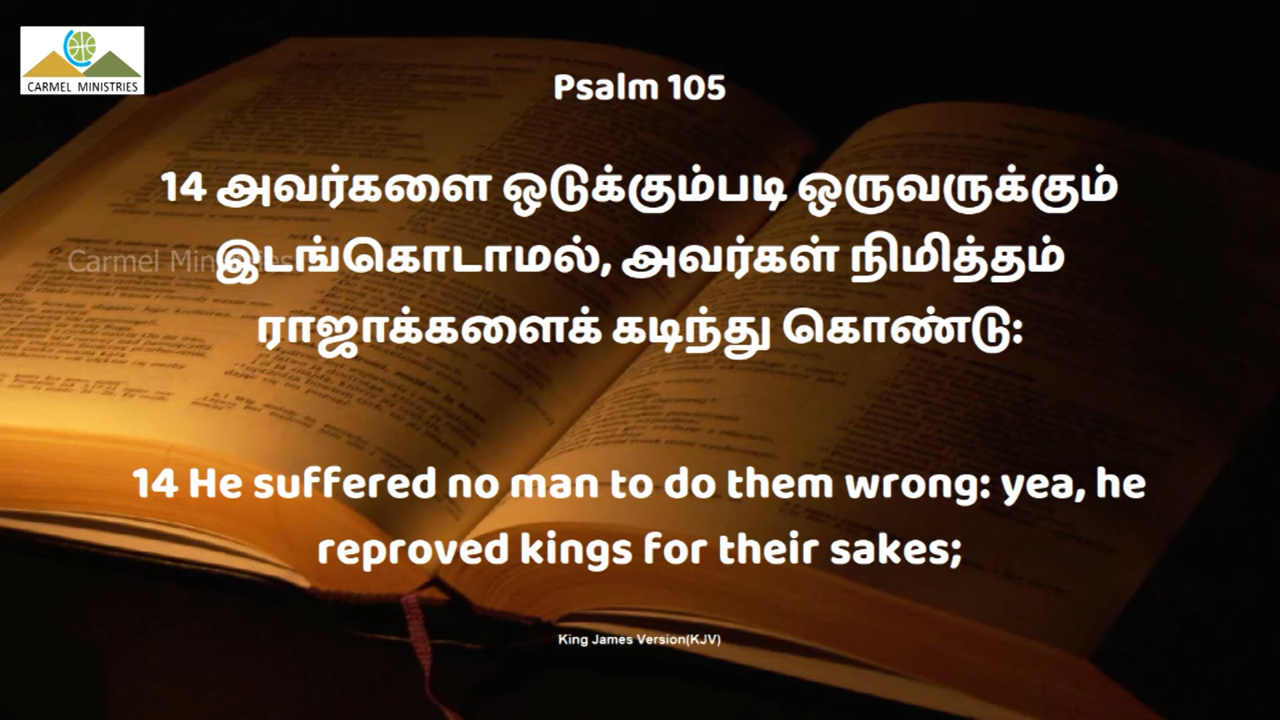 CARMEL MINISTRIES
Psalm 105
14 அவர்களை ஒடுக்கும்படி ஒருவருக்கும்
Carmel Ministries
இடங்கொடாமல், அவர்கள் நிமித்தம்
ராஜாக்களைக் கடிந்து கொண்டு:
14 He suffered no man to do them wrong: yea, he
reproved kings for their sakes;
King James Version(KJV)